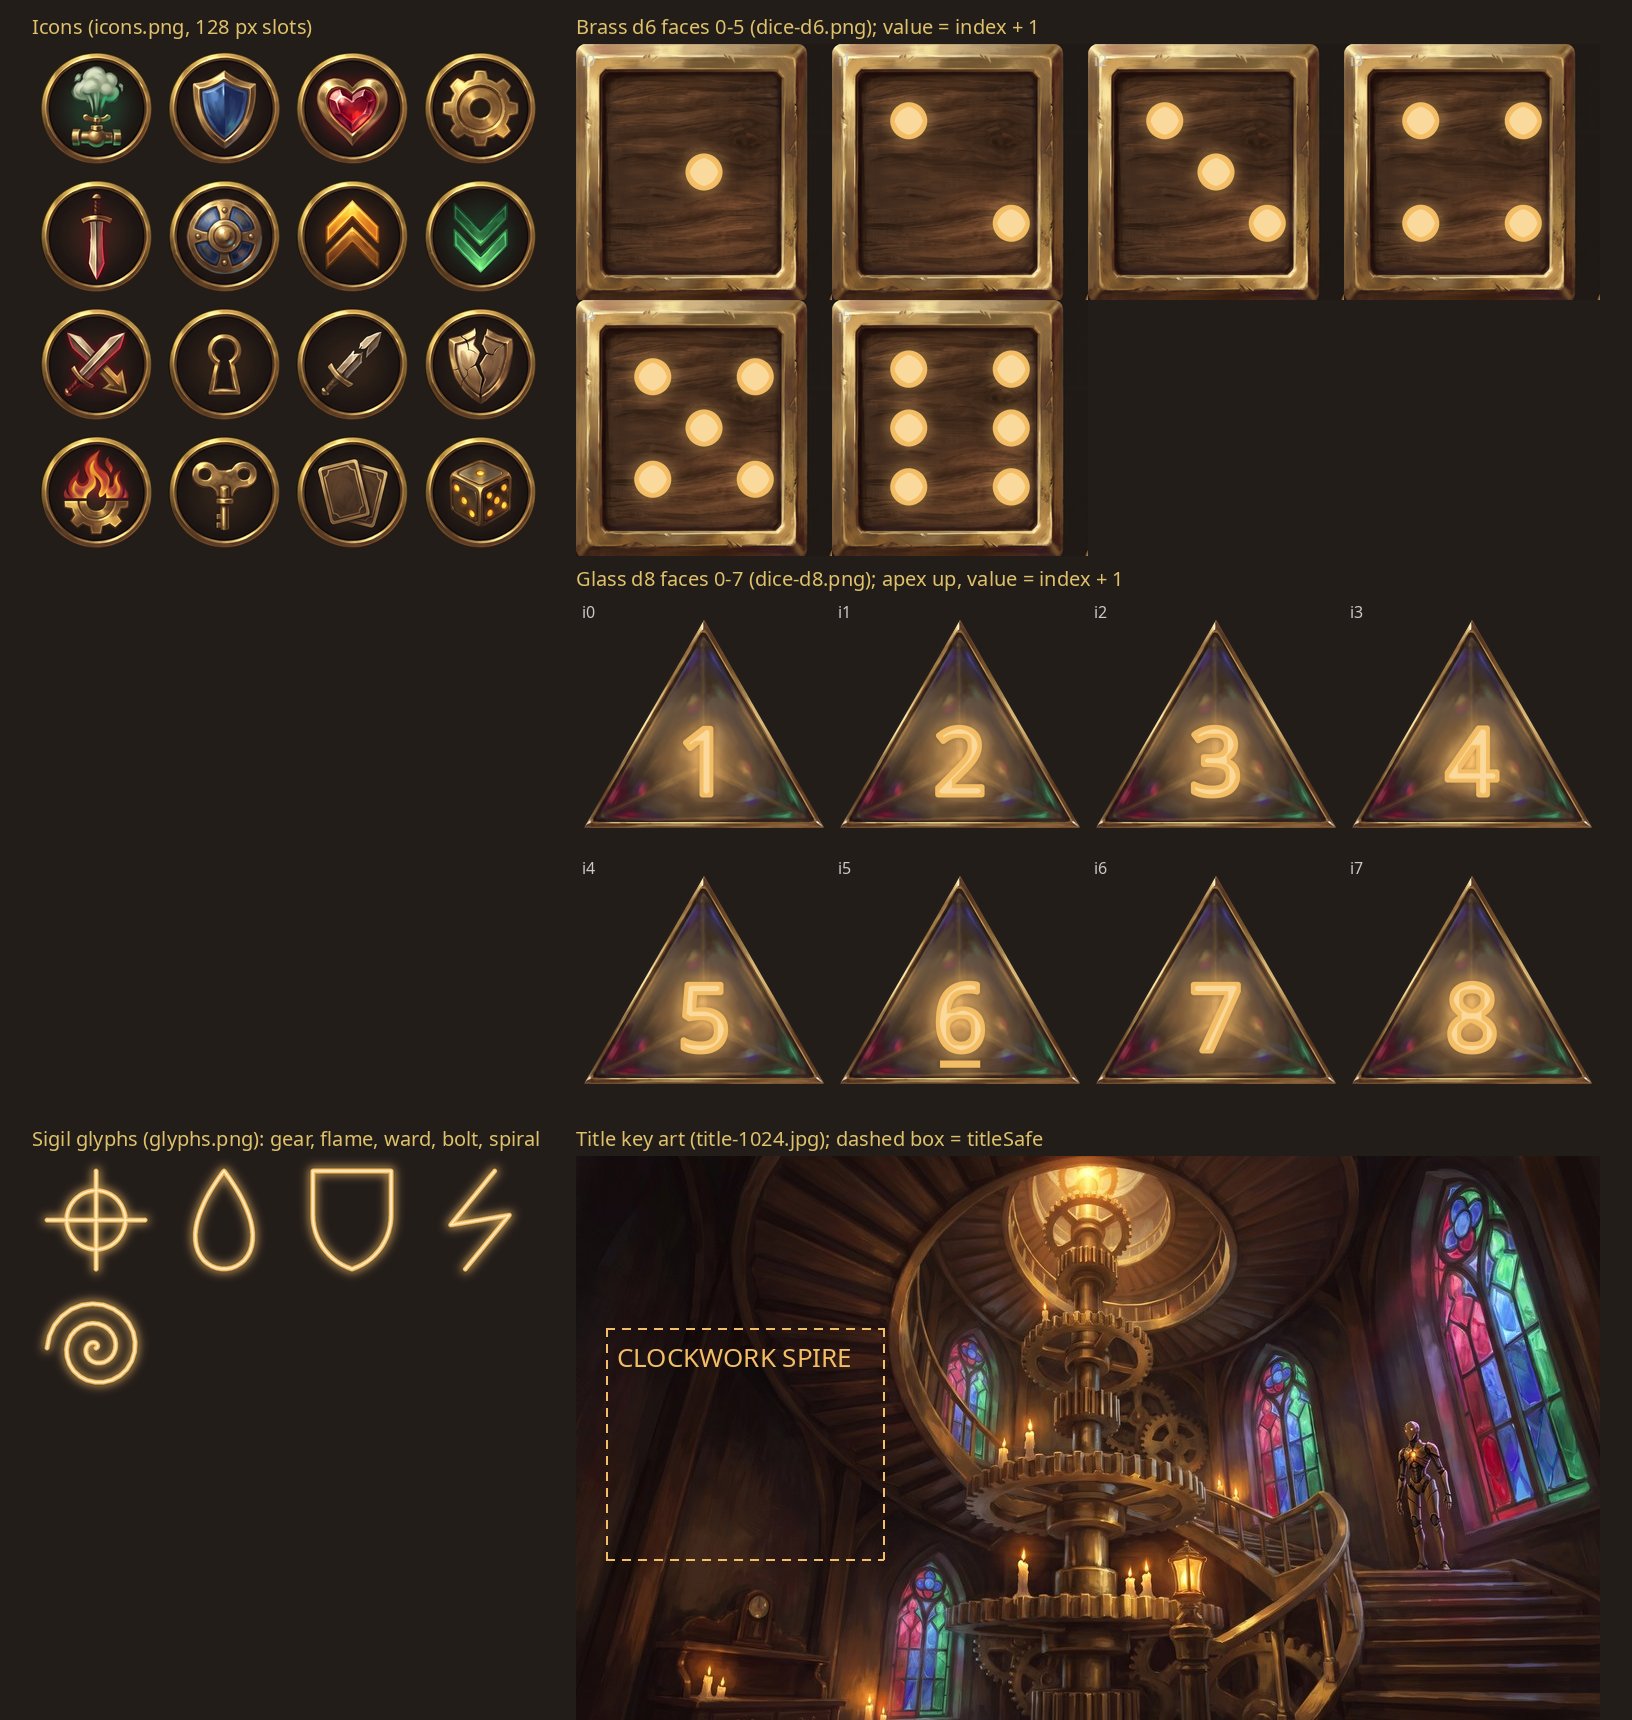 Icons (icons.png, 128 px slots)
Brass d6 faces 0-5 (dice-d6.png); value = index + 1
Glass d8 faces 0-7 (dice-d8.png); apex up, value = index + 1
i0
i1
i2
i3
1
2
3
4
i4
i5
i6
i7
5
6
7
8
Sigil glyphs (glyphs.png): gear, flame, ward, bolt, spiral
Title key art (title-1024.jpg); dashed box = titleSafe
CLOCKWORK SPIRE